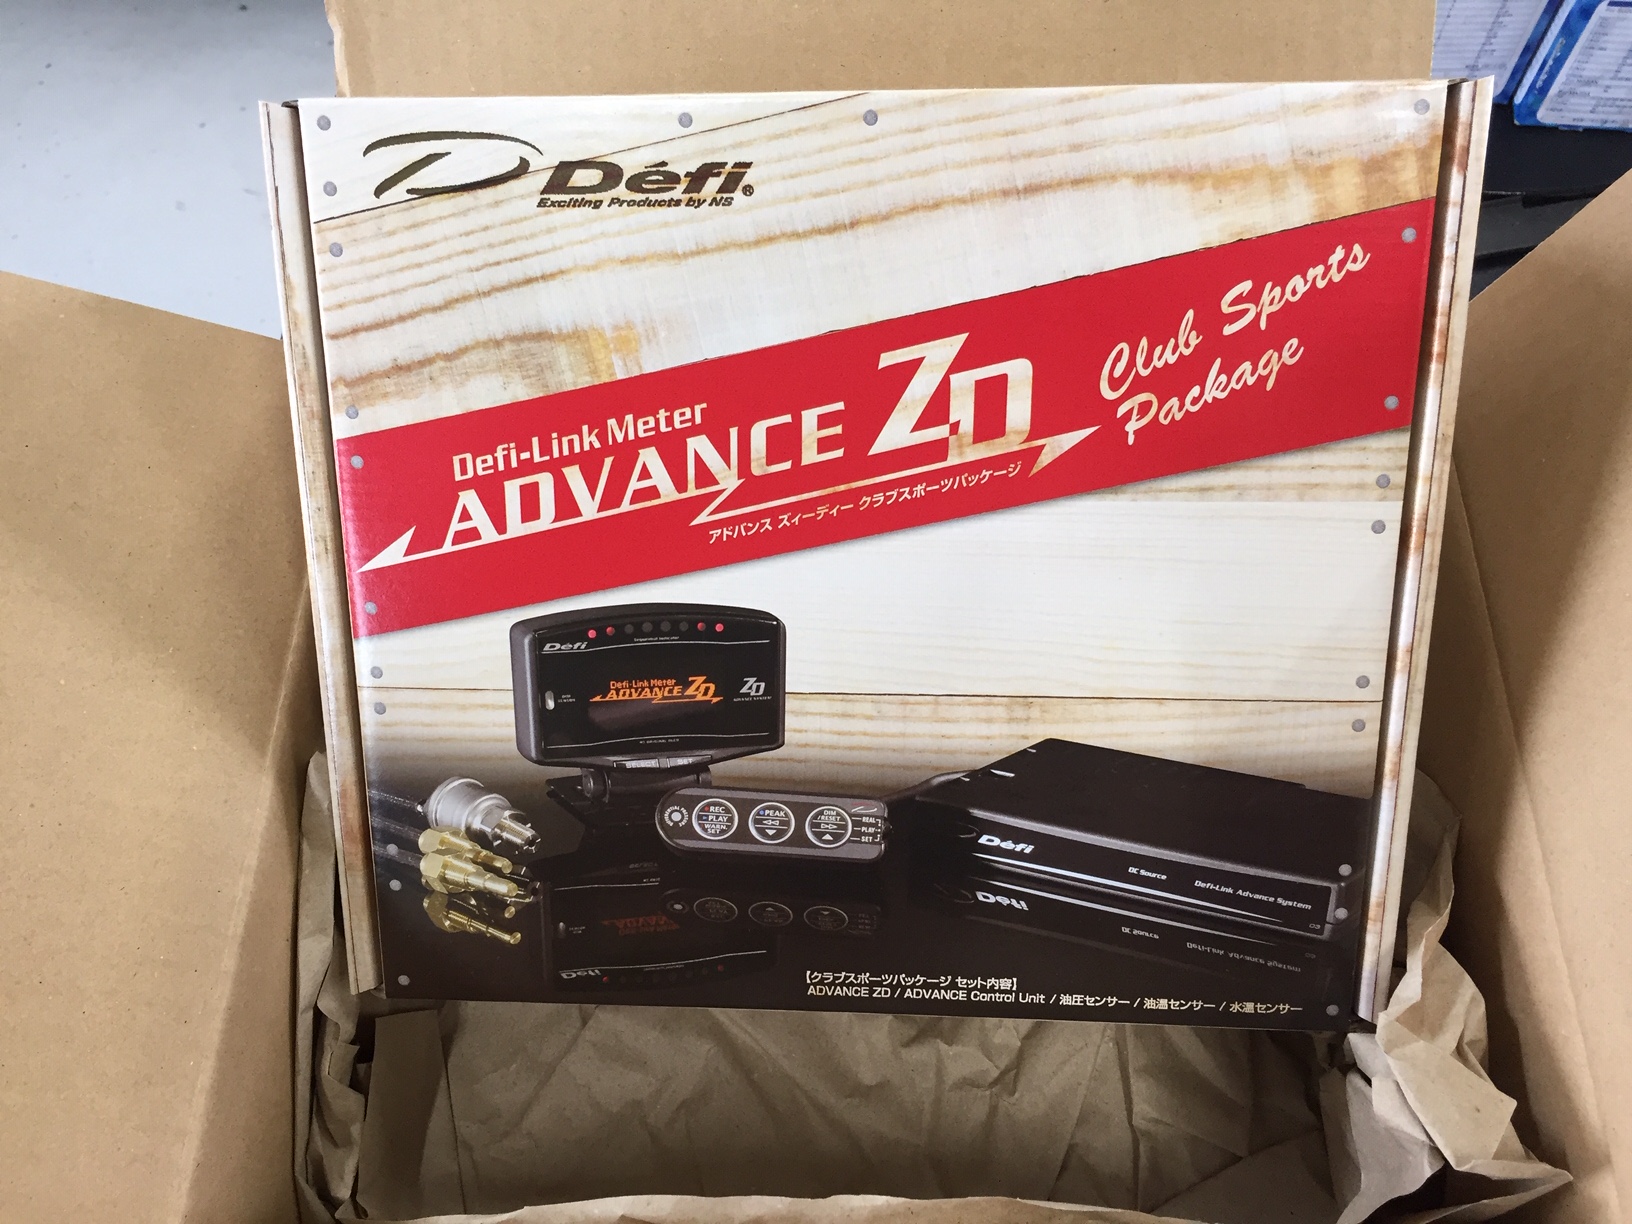 Défi®
Exciting Products by NS
Club Sports
Package
Defi-Link Meter
ADVANCE ZD
アドバンス ズィーディー クラブスポーツパッケージ
Défi
Defi-Link Meter
ADVANCE ZD
ZD
SELECT SET
REC
PLAY
WARN.
SET
PEAK
DIM
/RESET
REAL
PLAY
SET
Défi
DC Source
Defi-Link Advance System
【クラブスポーツパッケージ セット内容】
ADVANCE ZD / ADVANCE Control Unit / 油圧センサー / 油温センサー / 水温センサー